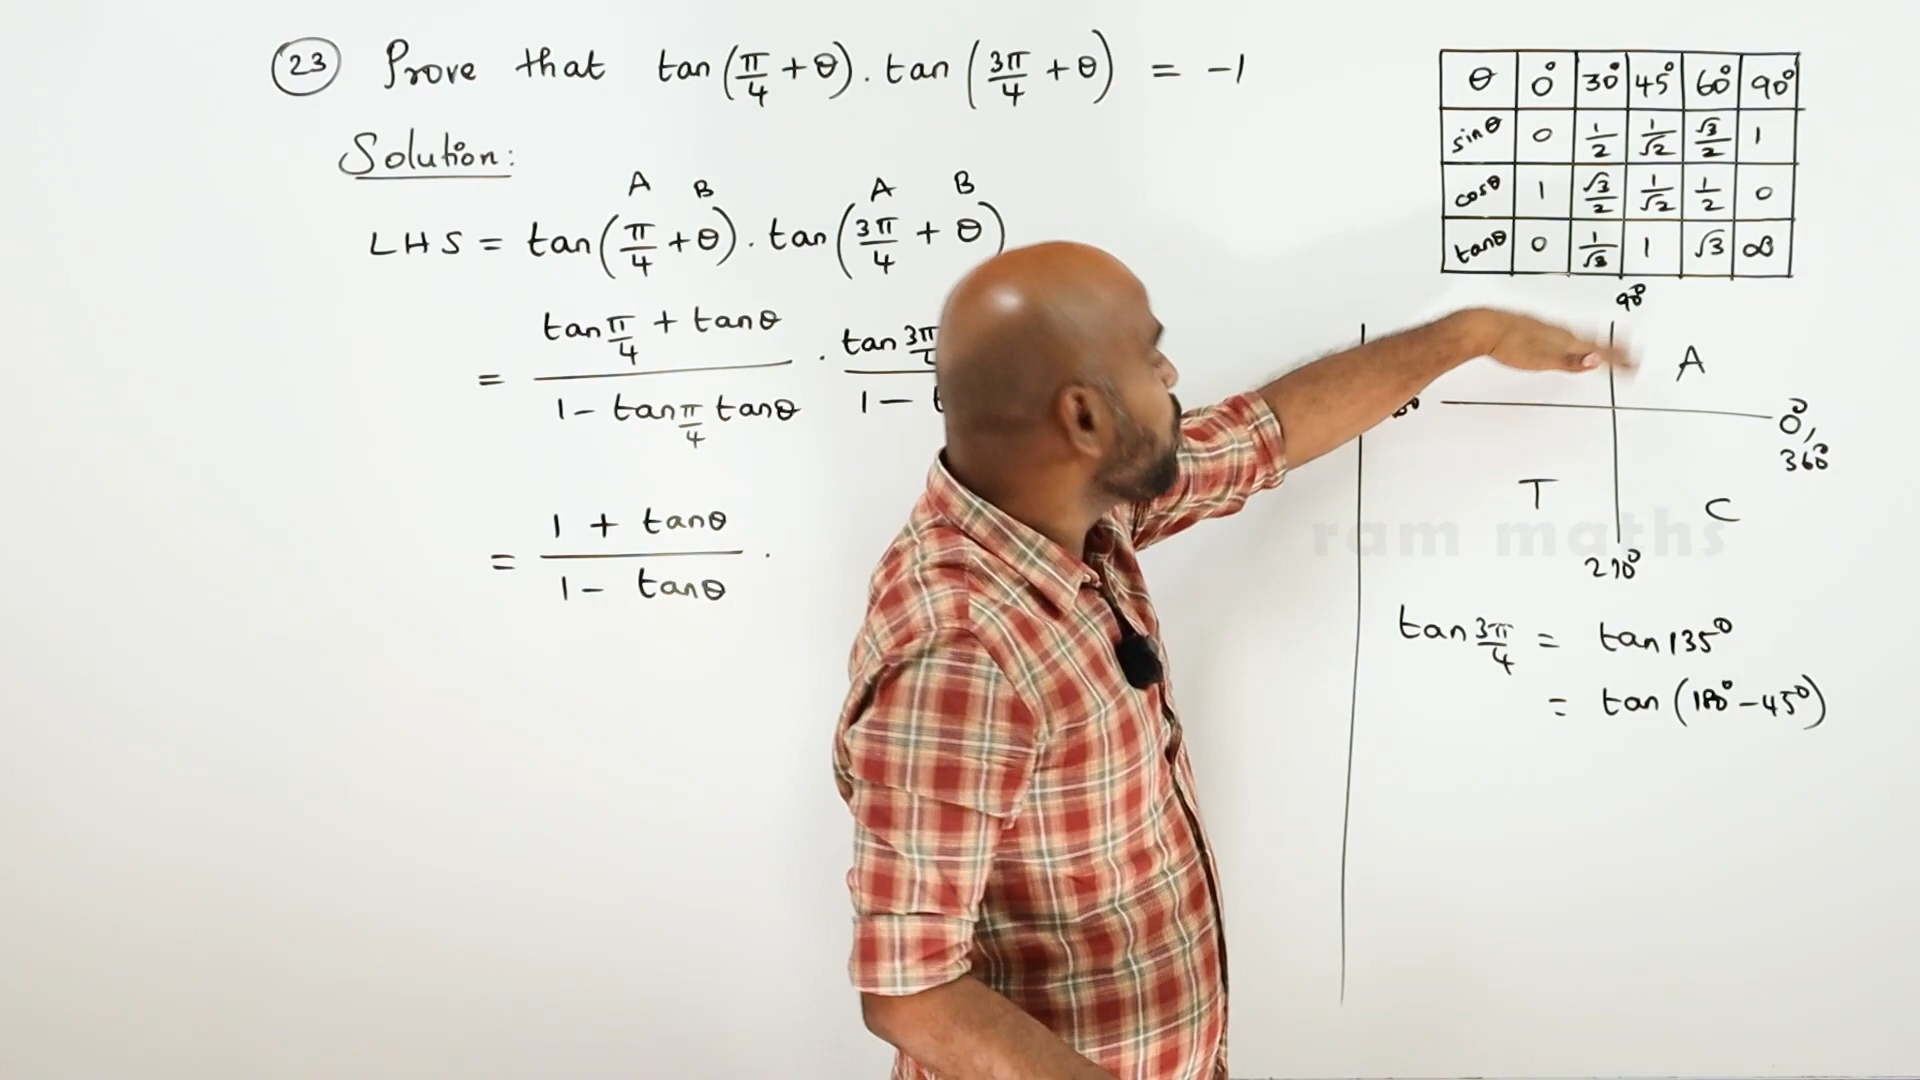 23 Prove that tan(π/4 + θ) . tan(3π/4 + θ) = -1
Solution:
A B A B
LHS = tan(π/4 + θ) . tan(3π/4 + θ)
= (tan π/4 + tanθ) / (1 - tan π/4 tanθ) . tan 3π / 1 -
= (1 + tanθ) / (1 - tanθ) .
θ 0° 30° 45° 60° 90°
sinθ 0 1/2 1/√2 √3/2 1
cosθ 1 √3/2 1/√2 1/2 0
tanθ 0 1/√3 1 √3 ∞
90°
A
0°,
360°
T C
ram maths
270°
tan 3π/4 = tan 135°
= tan (180° - 45°)